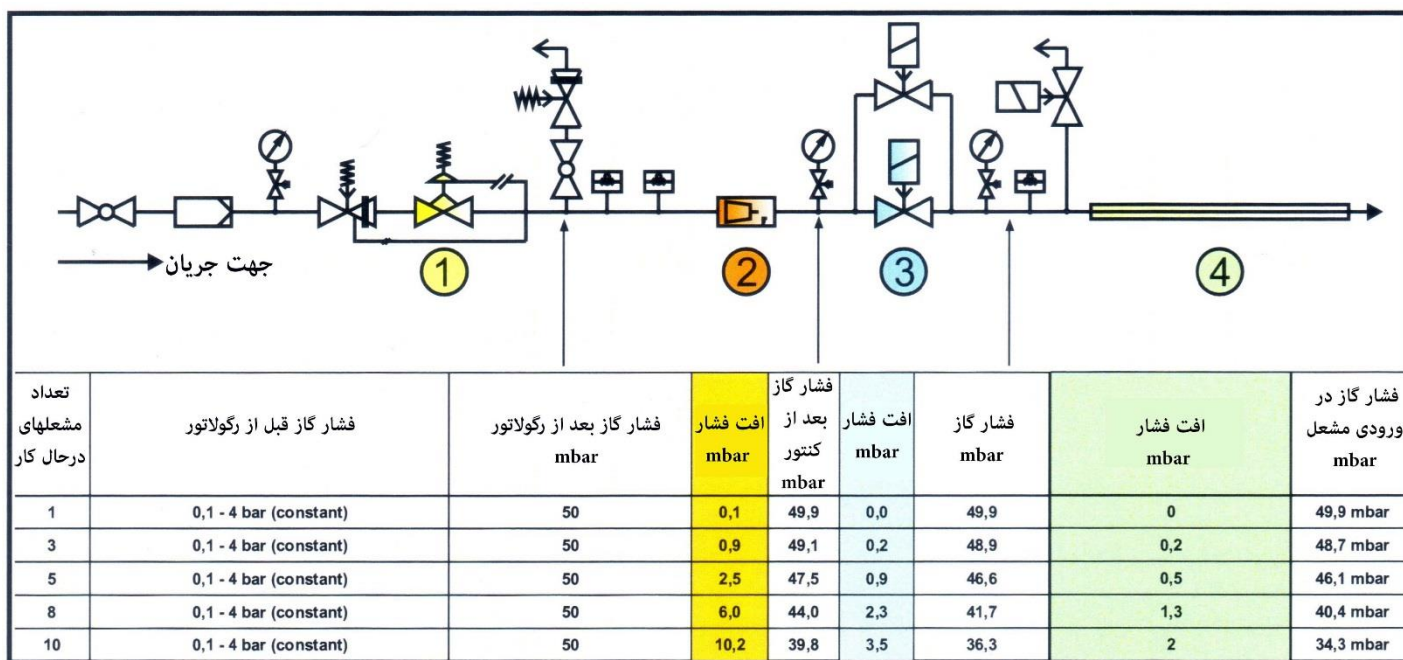 جهت جریان
1
2
3
4
تعداد
مشعلهای
درحال کار
فشار گاز قبل از رگولاتور
فشار گاز بعد از رگولاتور
mbar
افت فشار
mbar
فشار گاز
بعد از
کنتور
mbar
افت فشار
mbar
فشار گاز
mbar
افت فشار
mbar
فشار گاز در
ورودی مشعل
mbar
1 0,1 - 4 bar (constant) 50 0,1 49,9 0,0 49,9 0 49,9 mbar
3 0,1 - 4 bar (constant) 50 0,9 49,1 0,2 48,9 0,2 48,7 mbar
5 0,1 - 4 bar (constant) 50 2,5 47,5 0,9 46,6 0,5 46,1 mbar
8 0,1 - 4 bar (constant) 50 6,0 44,0 2,3 41,7 1,3 40,4 mbar
10 0,1 - 4 bar (constant) 50 10,2 39,8 3,5 36,3 2 34,3 mbar